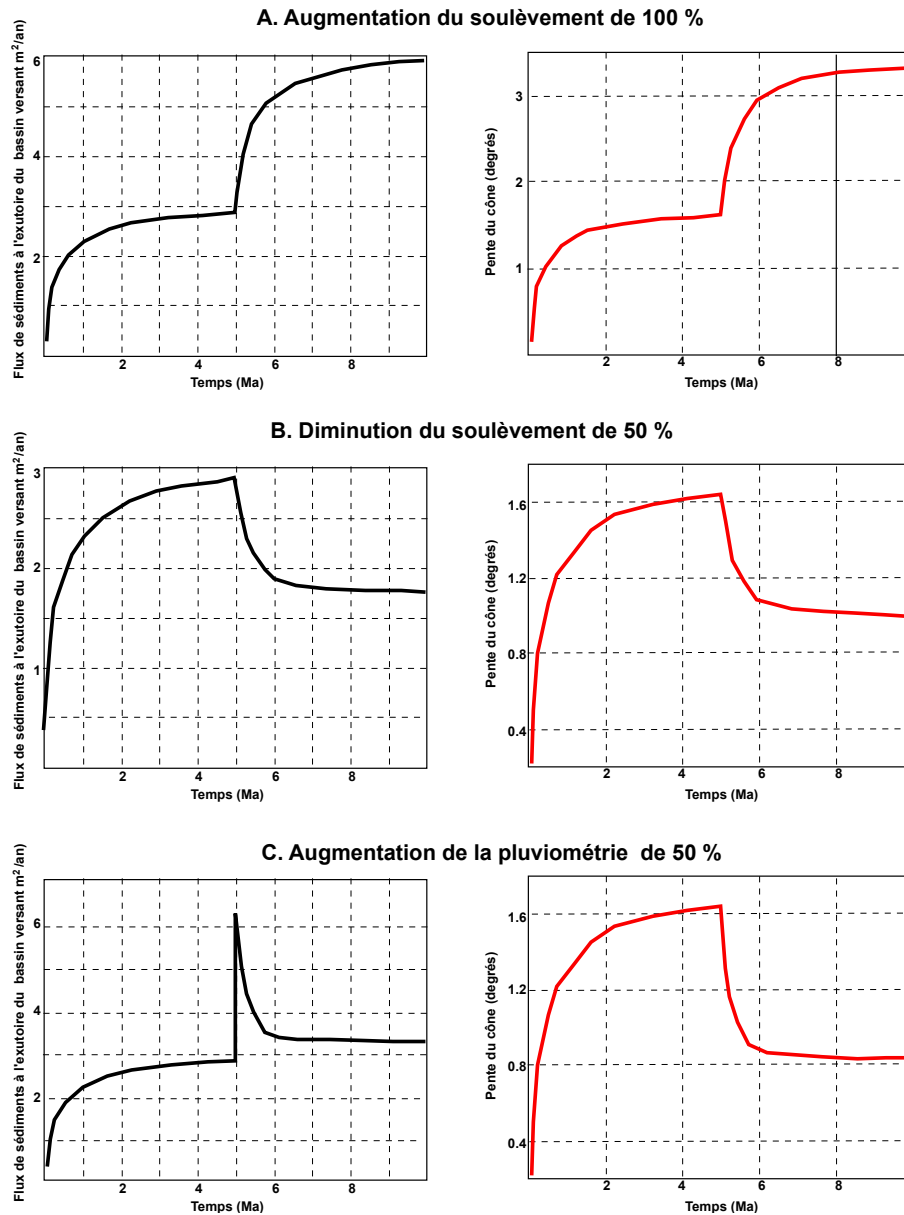 A. Augmentation du soulèvement de 100 %
Flux de sédiments à l'exutoire du bassin versant m²/an)
6
4
2
2
4
6
8
Temps (Ma)
Pente du cône (degrés)
3
2
1
2
4
6
8
Temps (Ma)
B. Diminution du soulèvement de 50 %
Flux de sédiments à l'exutoire du bassin versant m²/an)
3
2
1
2
4
6
8
Temps (Ma)
Pente du cône (degrés)
1.6
1.2
0.8
0.4
2
4
6
8
Temps (Ma)
C. Augmentation de la pluviométrie de 50 %
Flux de sédiments à l'exutoire du bassin versant m²/an)
6
4
2
2
4
6
8
Temps (Ma)
Pente du cône (degrés)
1.6
1.2
0.8
0.4
2
4
6
8
Temps (Ma)